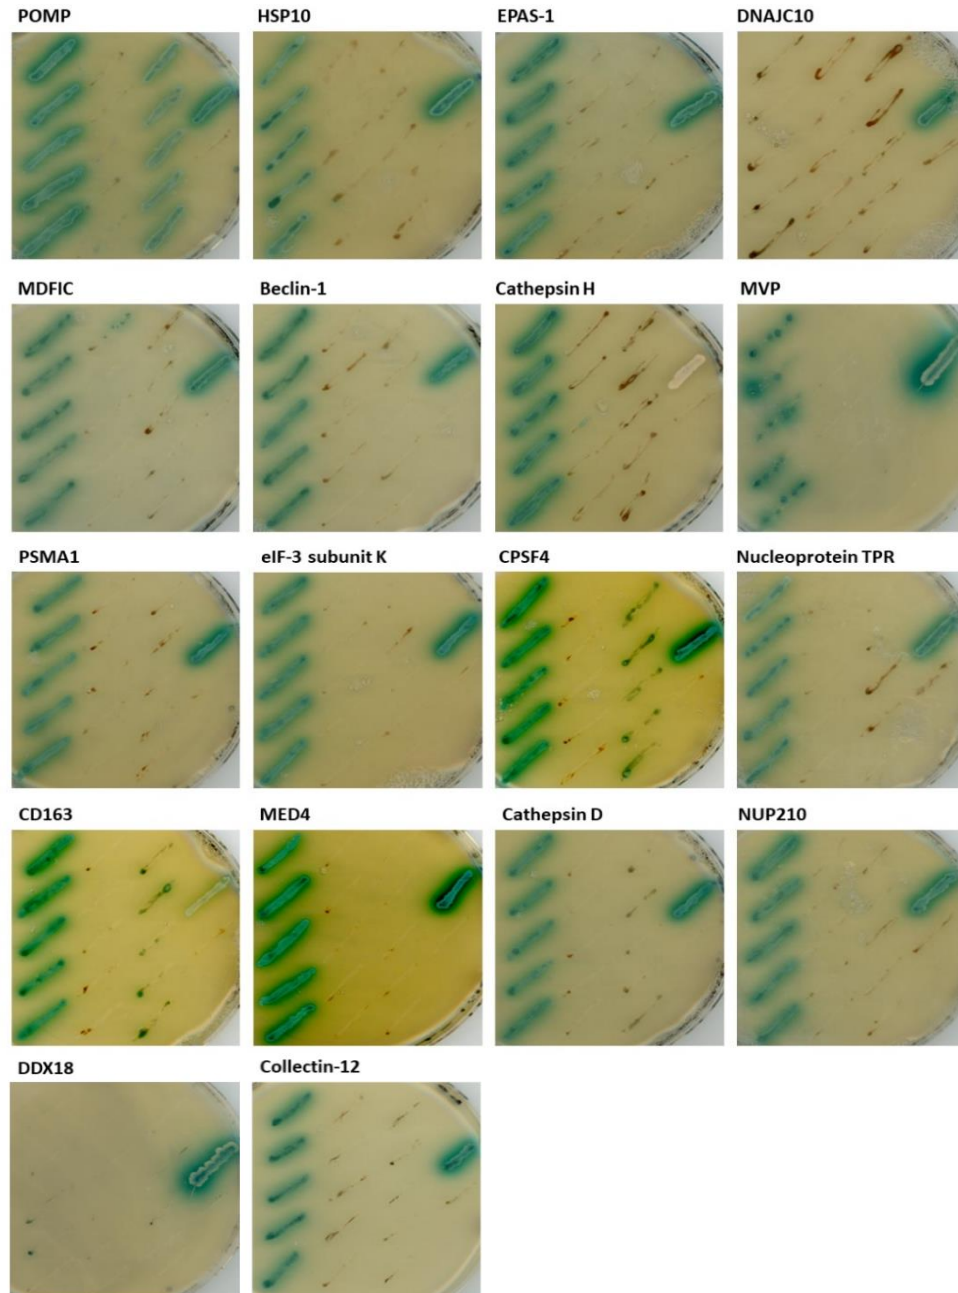 POMP HSP10 EPAS-1 DNAJC10
MDFIC Beclin-1 Cathepsin H MVP
PSMA1 eIF-3 subunit K CPSF4 Nucleoprotein TPR
CD163 MED4 Cathepsin D NUP210
DDX18 Collectin-12